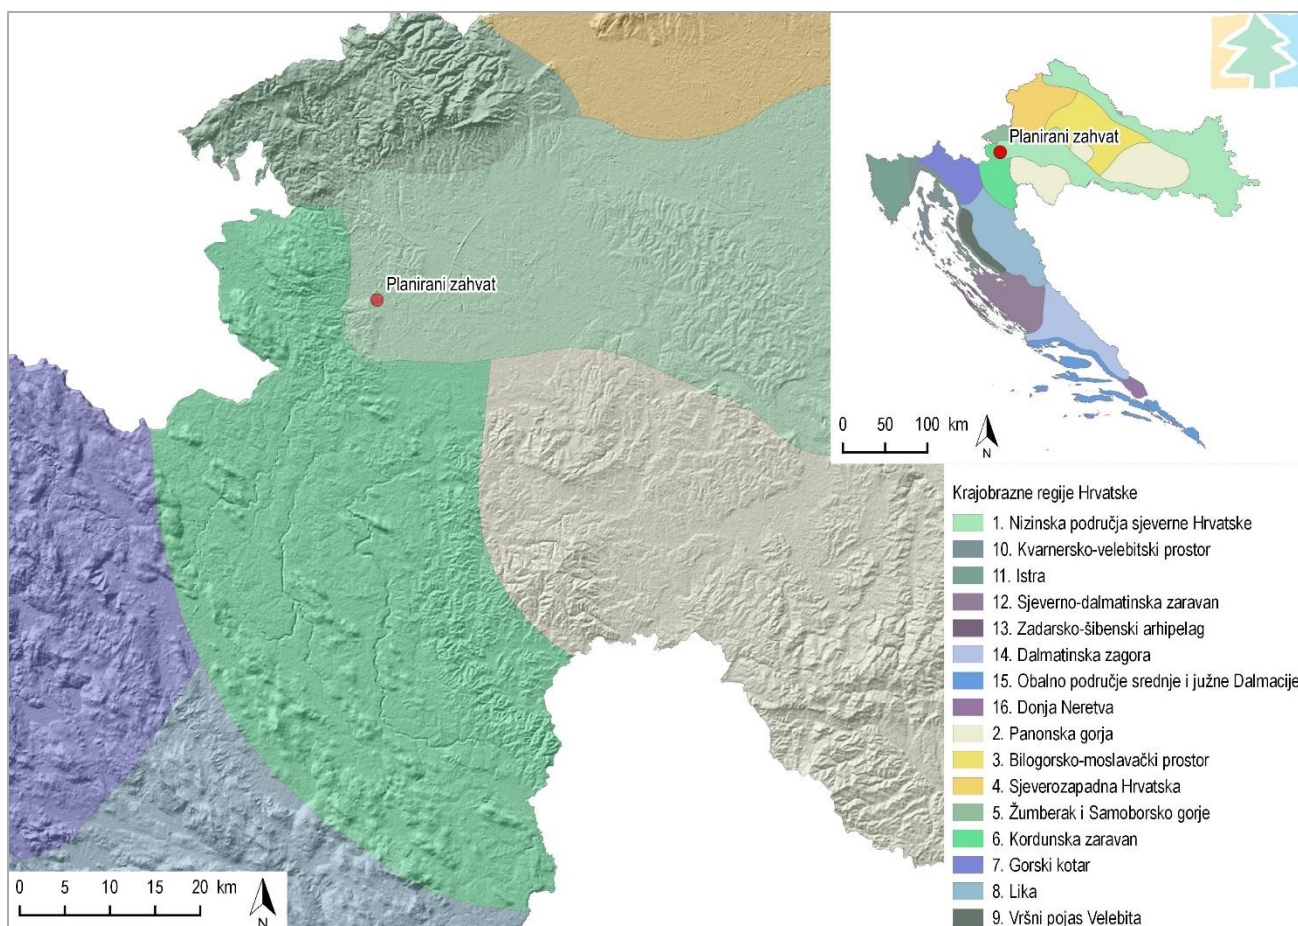 Planirani zahvat
Planirani zahvat
0 50 100 km
N
Krajobrazne regije Hrvatske
1. Nizinska područja sjeverne Hrvatske
10. Kvarnersko-velebitski prostor
11. Istra
12. Sjeverno-dalmatinska zaravan
13. Zadarsko-šibenski arhipelag
14. Dalmatinska zagora
15. Obalno područje srednje i južne Dalmacije
16. Donja Neretva
2. Panonska gorja
3. Bilogorsko-moslavački prostor
4. Sjeverozapadna Hrvatska
5. Žumberak i Samoborsko gorje
6. Kordunska zaravan
7. Gorski kotar
8. Lika
9. Vršni pojas Velebita
0 5 10 15 20 km
N